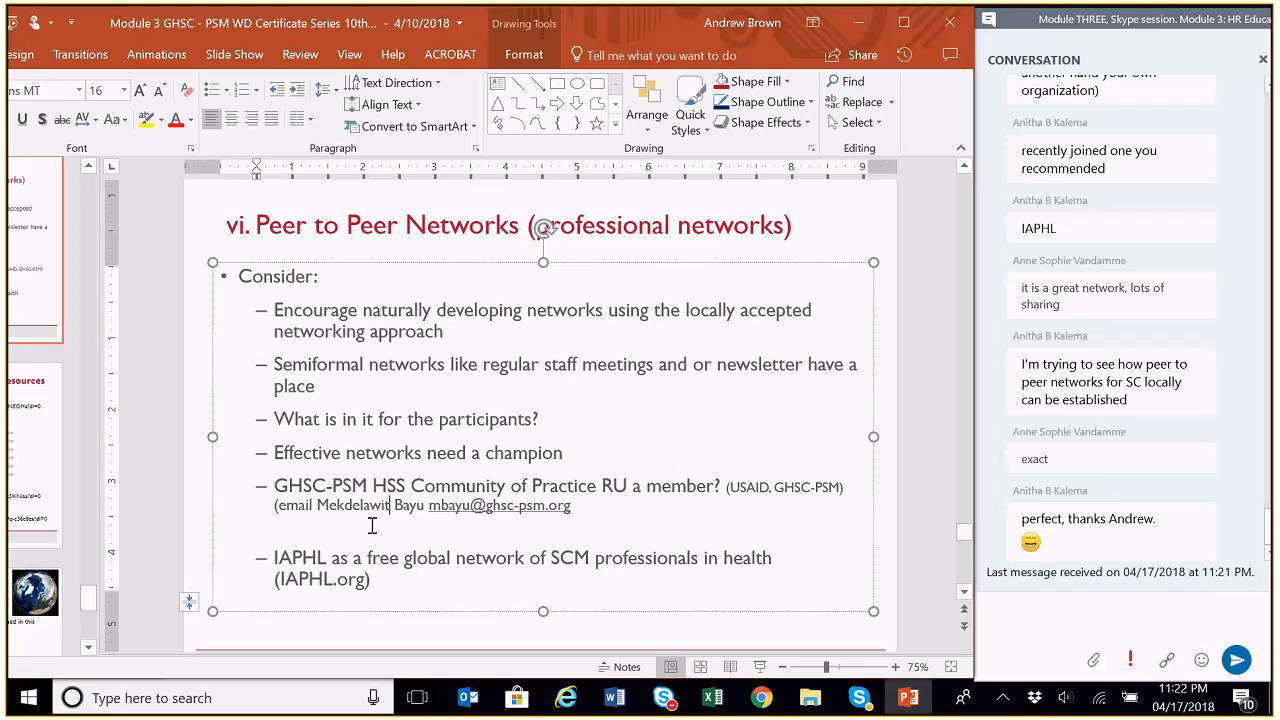 Module 3 GHSC - PSM WD Certificate Series 10th...
4/10/2018
Drawing Tools
Andrew Brown
Module THREE, Skype session. Module 3: HR Educa
esign
Transitions
Animations
Slide Show
Review
View
Help
ACROBAT
Format
Tell me what you want to do
Share
ns MT
16
Text Direction
Align Text
Convert to SmartArt
Arrange
Quick Styles
Shape Fill
Shape Outline
Shape Effects
Find
Replace
Select
Font
Paragraph
Drawing
Editing
vi. Peer to Peer Networks (professional networks)
• Consider:
– Encourage naturally developing networks using the locally accepted
networking approach
– Semiformal networks like regular staff meetings and or newsletter have a
place
– What is in it for the participants?
– Effective networks need a champion
– GHSC-PSM HSS Community of Practice RU a member? (USAID, GHSC-PSM)
(email Mekdelawit Bayu mbayu@ghsc-psm.org
– IAPHL as a free global network of SCM professionals in health
(IAPHL.org)
CONVERSATION
organization)
Anitha B Kalema
recently joined one you
recommended
Anitha B Kalema
IAPHL
Anne Sophie Vandamme
it is a great network, lots of
sharing
Anitha B Kalema
I'm trying to see how peer to
peer networks for SC locally
can be established
Anne Sophie Vandamme
exact
Anitha B Kalema
perfect, thanks Andrew.
Last message received on 04/17/2018 at 11:21 PM.
Notes
75%
Type here to search
11:22 PM
04/17/2018
10